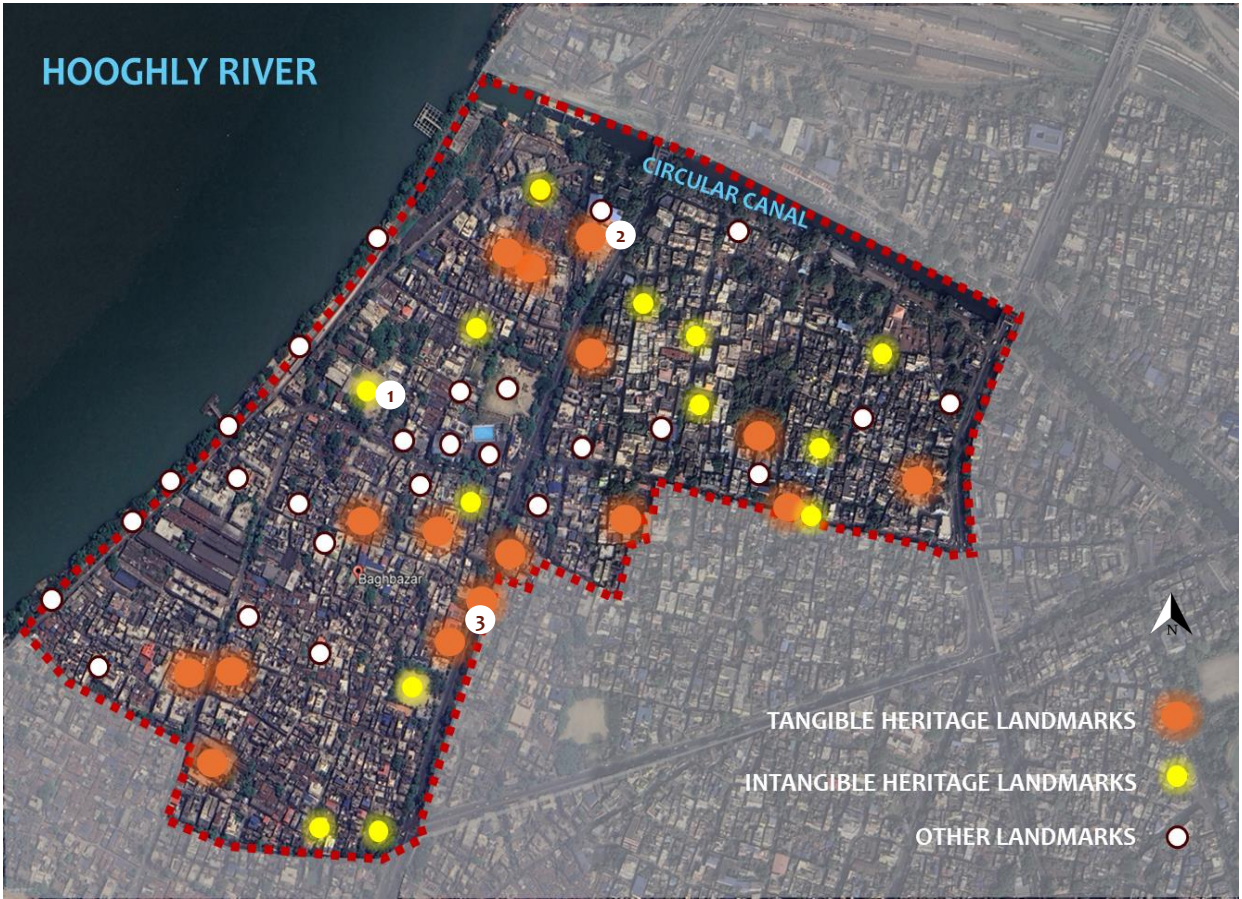 HOOGHLY RIVER
CIRCULAR CANAL
2
1
Baghbazar
3
N
TANGIBLE HERITAGE LANDMARKS
INTANGIBLE HERITAGE LANDMARKS
OTHER LANDMARKS